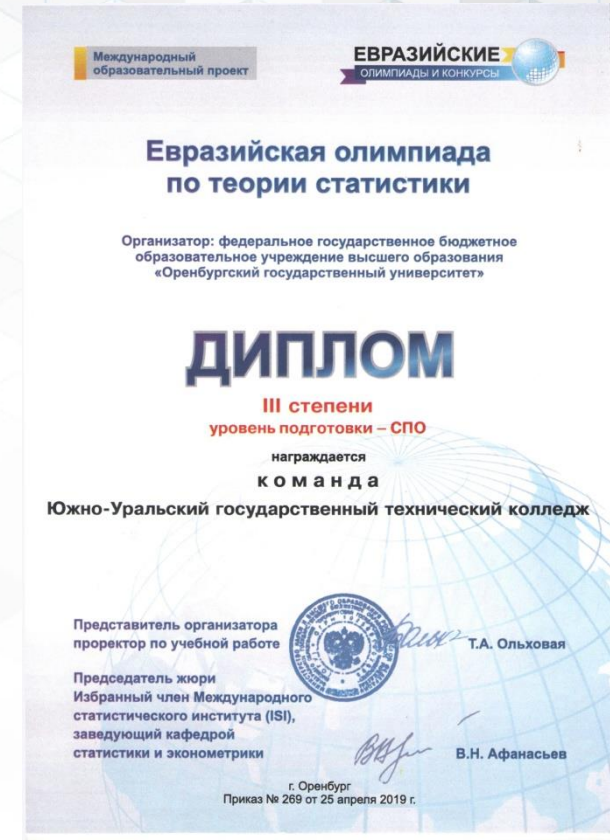 Международный
образовательный проект
ЕВРАЗИЙСКИЕ
ОЛИМПИАДЫ И КОНКУРСЫ
Евразийская олимпиада
по теории статистики
Организатор: федеральное государственное бюджетное
образовательное учреждение высшего образования
«Оренбургский государственный университет»
ДИПЛОМ
III степени
уровень подготовки – СПО
награждается
команда
Южно-Уральский государственный технический колледж
Представитель организатора
проректор по учебной работе
Т.А. Ольховая
Председатель жюри
Избранный член Международного
статистического института (ISI),
заведующий кафедрой
статистики и эконометрики
В.Н. Афанасьев
г. Оренбург
Приказ № 269 от 25 апреля 2019 г.